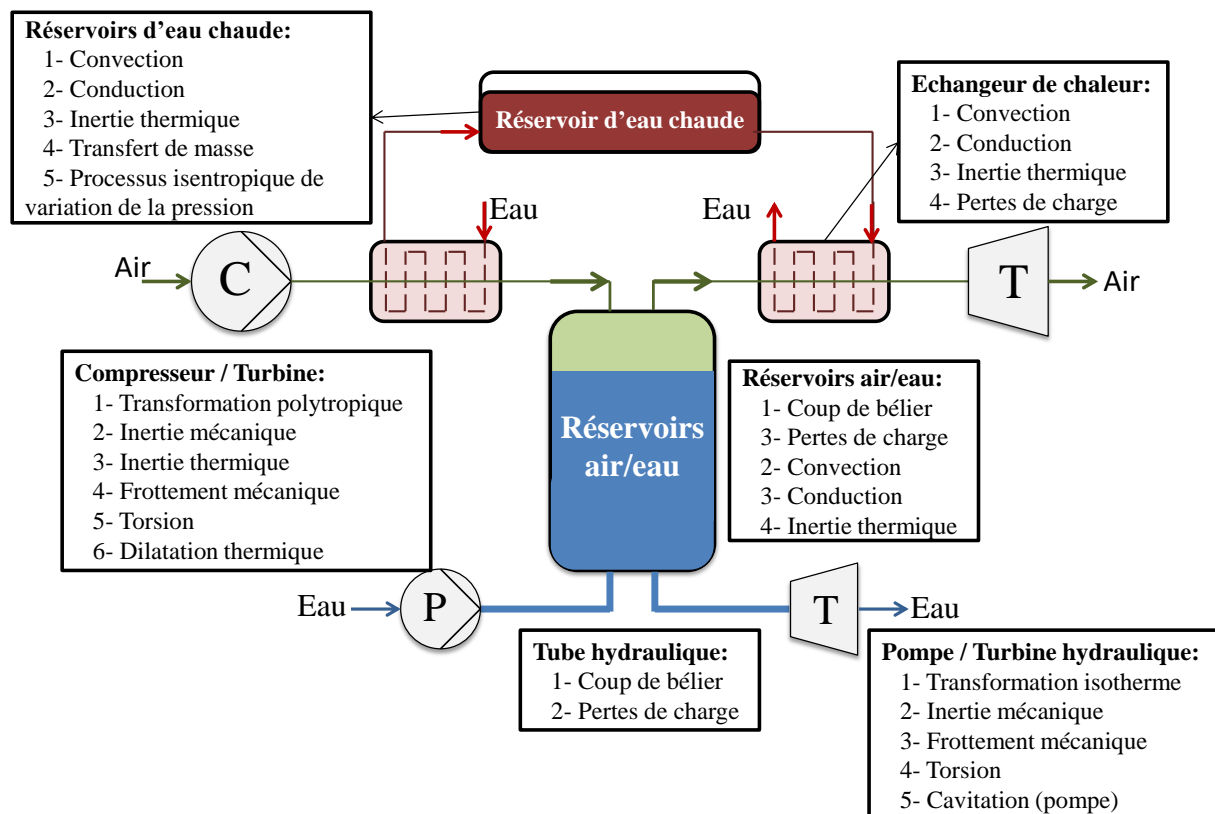 Réservoirs d’eau chaude:
1- Convection
2- Conduction
3- Inertie thermique
4- Transfert de masse
5- Processus isentropique de
variation de la pression
Réservoir d’eau chaude
Echangeur de chaleur:
1- Convection
2- Conduction
3- Inertie thermique
4- Pertes de charge
Eau
Eau
Air
C
T
Air
Compresseur / Turbine:
1- Transformation polytropique
2- Inertie mécanique
3- Inertie thermique
4- Frottement mécanique
5- Torsion
6- Dilatation thermique
Réservoirs
air/eau
Réservoirs air/eau:
1- Coup de bélier
3- Pertes de charge
2- Convection
3- Conduction
4- Inertie thermique
Eau
P
T
Eau
Tube hydraulique:
1- Coup de bélier
2- Pertes de charge
Pompe / Turbine hydraulique:
1- Transformation isotherme
2- Inertie mécanique
3- Frottement mécanique
4- Torsion
5- Cavitation (pompe)